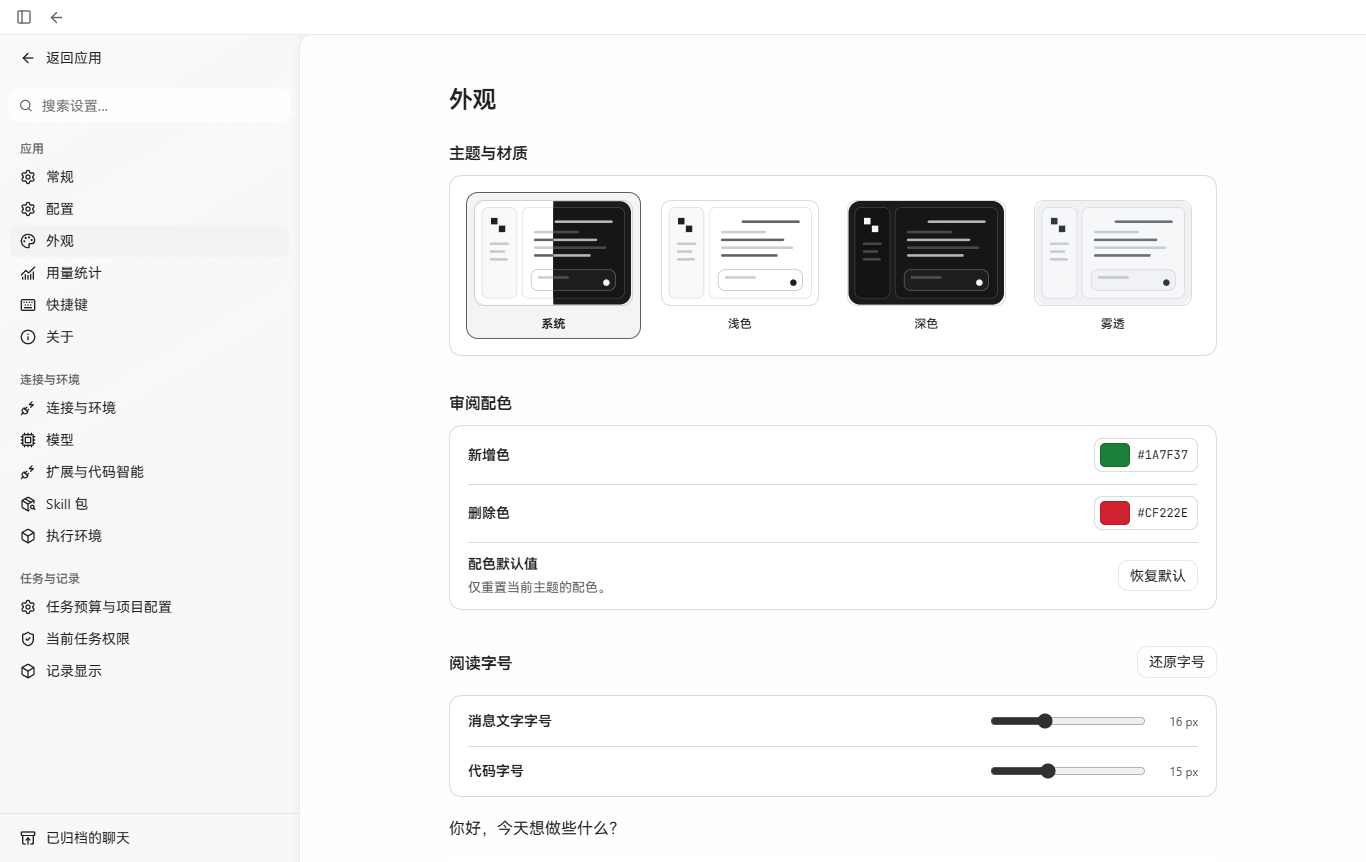 返回应用
搜索设置...
应用
常规
配置
外观
用量统计
快捷键
关于
连接与环境
连接与环境
模型
扩展与代码智能
Skill 包
执行环境
任务与记录
任务预算与项目配置
当前任务权限
记录显示
已归档的聊天
外观
主题与材质
系统
浅色
深色
雾透
审阅配色
新增色
#1A7F37
删除色
#CF222E
配色默认值
仅重置当前主题的配色。
恢复默认
阅读字号
还原字号
消息文字字号
16 px
代码字号
15 px
你好，今天想做些什么？